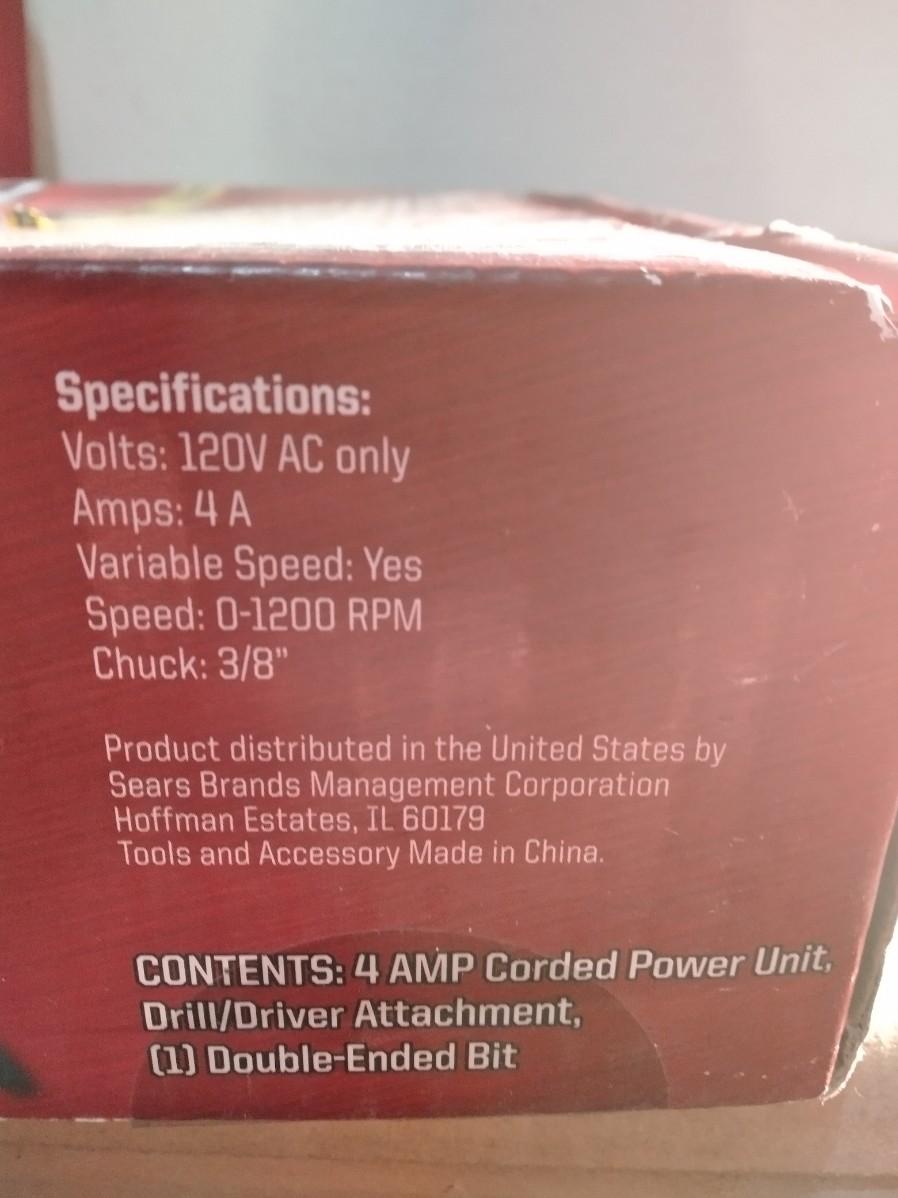 Specifications:
Volts: 120V AC only
Amps: 4 A
Variable Speed: Yes
Speed: 0-1200 RPM
Chuck: 3/8"
Product distributed in the United States by
Sears Brands Management Corporation
Hoffman Estates, IL 60179
Tools and Accessory Made in China.
CONTENTS: 4 AMP Corded Power Unit,
Drill/Driver Attachment,
(1) Double-Ended Bit